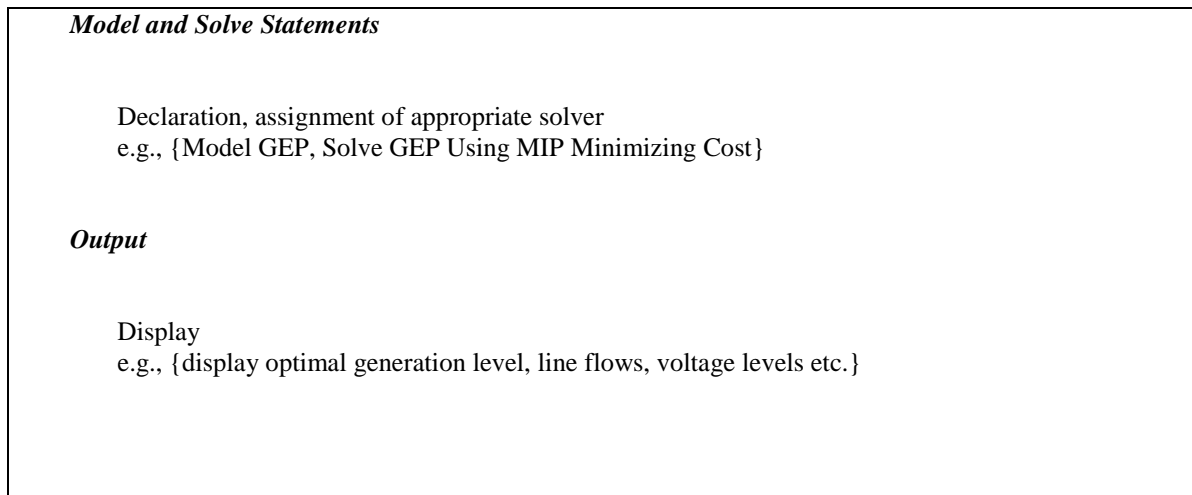 Model and Solve Statements
Declaration, assignment of appropriate solver
e.g., {Model GEP, Solve GEP Using MIP Minimizing Cost}
Output
Display
e.g., {display optimal generation level, line flows, voltage levels etc.}